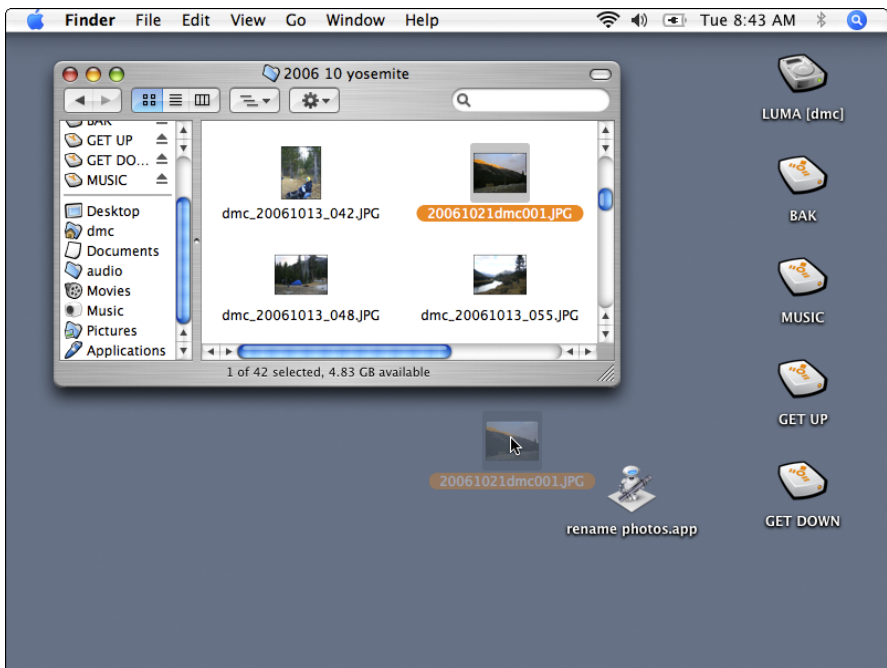 Finder File Edit View Go Window Help Tue 8:43 AM
2006 10 yosemite
BAK
GET UP
GET DO...
MUSIC
Desktop
dmc
Documents
audio
Movies
Music
Pictures
Applications
dmc_20061013_042.JPG 20061021dmc001.JPG
dmc_20061013_048.JPG dmc_20061013_055.JPG
1 of 42 selected, 4.83 GB available
20061021dmc001.JPG
rename photos.app
LUMA [dmc]
BAK
MUSIC
GET UP
GET DOWN